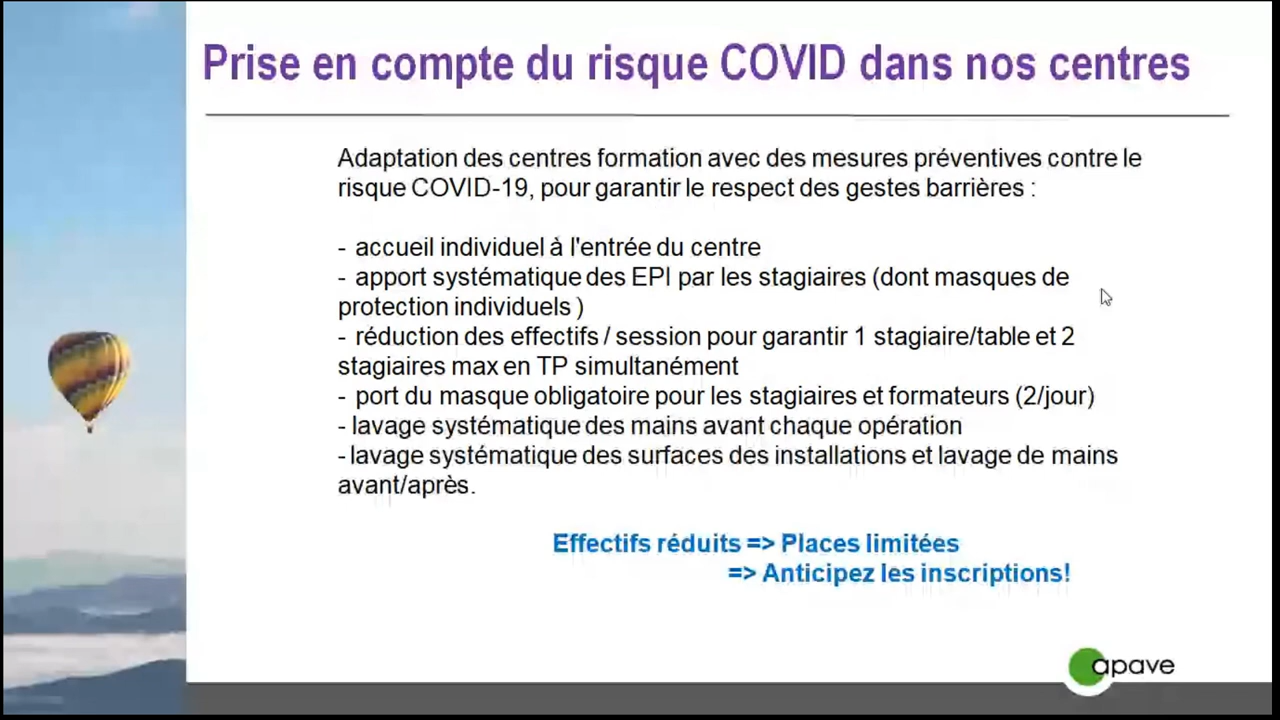 Prise en compte du risque COVID dans nos centres
Adaptation des centres formation avec des mesures préventives contre le
risque COVID-19, pour garantir le respect des gestes barrières :
- accueil individuel à l'entrée du centre
- apport systématique des EPI par les stagiaires (dont masques de
protection individuels )
- réduction des effectifs / session pour garantir 1 stagiaire/table et 2
stagiaires max en TP simultanément
- port du masque obligatoire pour les stagiaires et formateurs (2/jour)
- lavage systématique des mains avant chaque opération
- lavage systématique des surfaces des installations et lavage de mains
avant/après.
Effectifs réduits => Places limitées
=> Anticipez les inscriptions!
apave